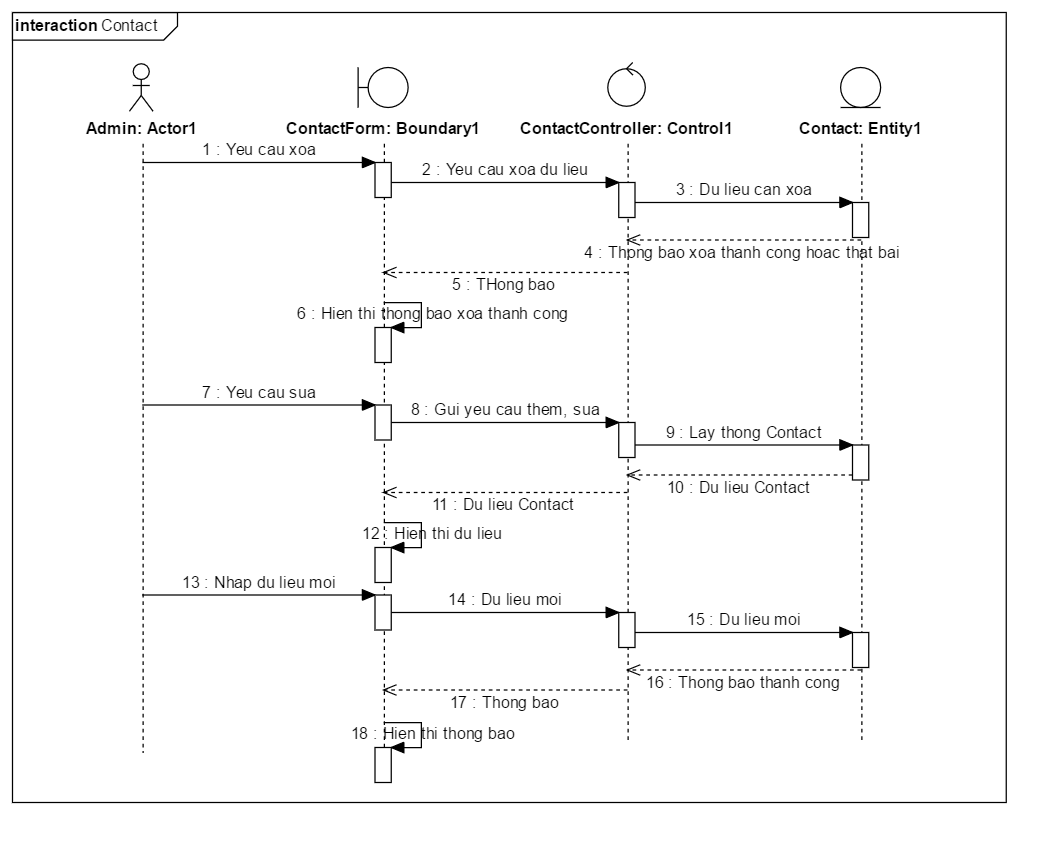 interaction Contact
Admin: Actor1
ContactForm: Boundary1
ContactController: Control1
Contact: Entity1
1 : Yeu cau xoa
2 : Yeu cau xoa du lieu
3 : Du lieu can xoa
4 : Thong bao xoa thanh cong hoac that bai
5 : THong bao
6 : Hien thi thong bao xoa thanh cong
7 : Yeu cau sua
8 : Gui yeu cau them, sua
9 : Lay thong Contact
10 : Du lieu Contact
11 : Du lieu Contact
12 : Hien thi du lieu
13 : Nhap du lieu moi
14 : Du lieu moi
15 : Du lieu moi
16 : Thong bao thanh cong
17 : Thong bao
18 : Hien thi thong bao